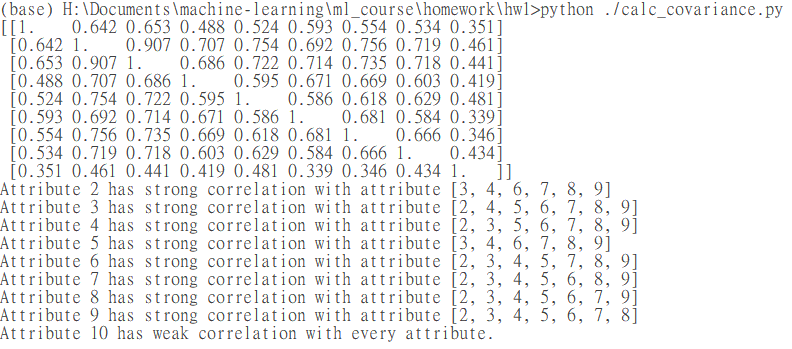 (base) H:\Documents\machine-learning\ml_course\homework\hw1>python ./calc_covariance.py
[[1.    0.642 0.653 0.488 0.524 0.593 0.554 0.534 0.351]
 [0.642 1.    0.907 0.707 0.754 0.692 0.756 0.719 0.461]
 [0.653 0.907 1.    0.686 0.722 0.714 0.735 0.718 0.441]
 [0.488 0.707 0.686 1.    0.595 0.671 0.669 0.603 0.419]
 [0.524 0.754 0.722 0.595 1.    0.586 0.618 0.629 0.481]
 [0.593 0.692 0.714 0.671 0.586 1.    0.681 0.584 0.339]
 [0.554 0.756 0.735 0.669 0.618 0.681 1.    0.666 0.346]
 [0.534 0.719 0.718 0.603 0.629 0.584 0.666 1.    0.434]
 [0.351 0.461 0.441 0.419 0.481 0.339 0.346 0.434 1.   ]]
Attribute 2 has strong correlation with attribute [3, 4, 6, 7, 8, 9]
Attribute 3 has strong correlation with attribute [2, 4, 5, 6, 7, 8, 9]
Attribute 4 has strong correlation with attribute [2, 3, 5, 6, 7, 8, 9]
Attribute 5 has strong correlation with attribute [3, 4, 6, 7, 8, 9]
Attribute 6 has strong correlation with attribute [2, 3, 4, 5, 7, 8, 9]
Attribute 7 has strong correlation with attribute [2, 3, 4, 5, 6, 8, 9]
Attribute 8 has strong correlation with attribute [2, 3, 4, 5, 6, 7, 9]
Attribute 9 has strong correlation with attribute [2, 3, 4, 5, 6, 7, 8]
Attribute 10 has weak correlation with every attribute.